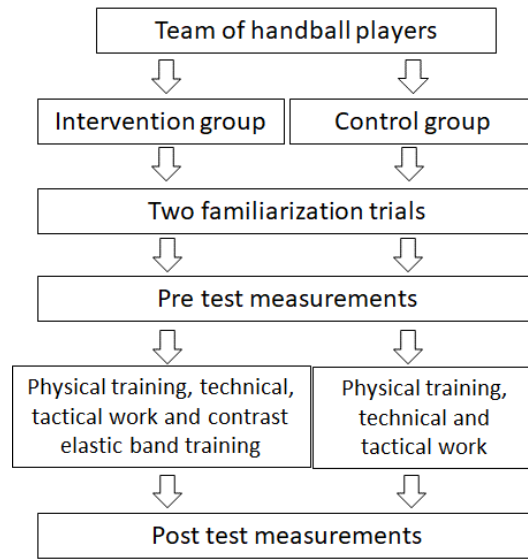 Team of handball players
Intervention group
Control group
Two familiarization trials
Pre test measurements
Physical training, technical,
tactical work and contrast
elastic band training
Physical training,
technical and
tactical work
Post test measurements